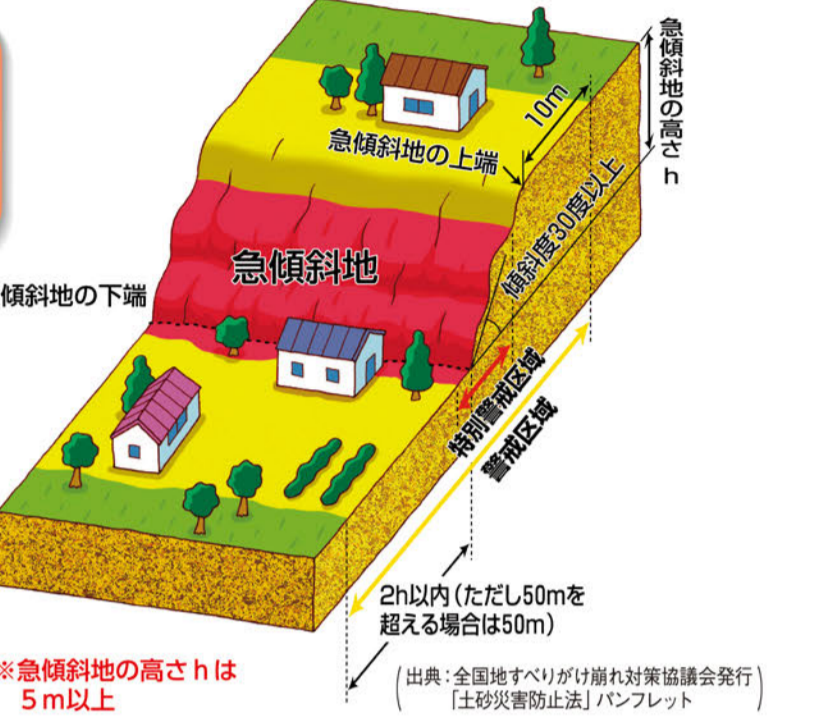 急傾斜地の高さh
10m
急傾斜地の上端
傾斜度30度以上
急傾斜地
傾斜地の下端
特別警戒区域
警戒区域
2h以内（ただし50mを
超える場合は50m）
※急傾斜地の高さhは
5m以上
（出典：全国地すべりがけ崩れ対策協議会発行
「土砂災害防止法」パンフレット）